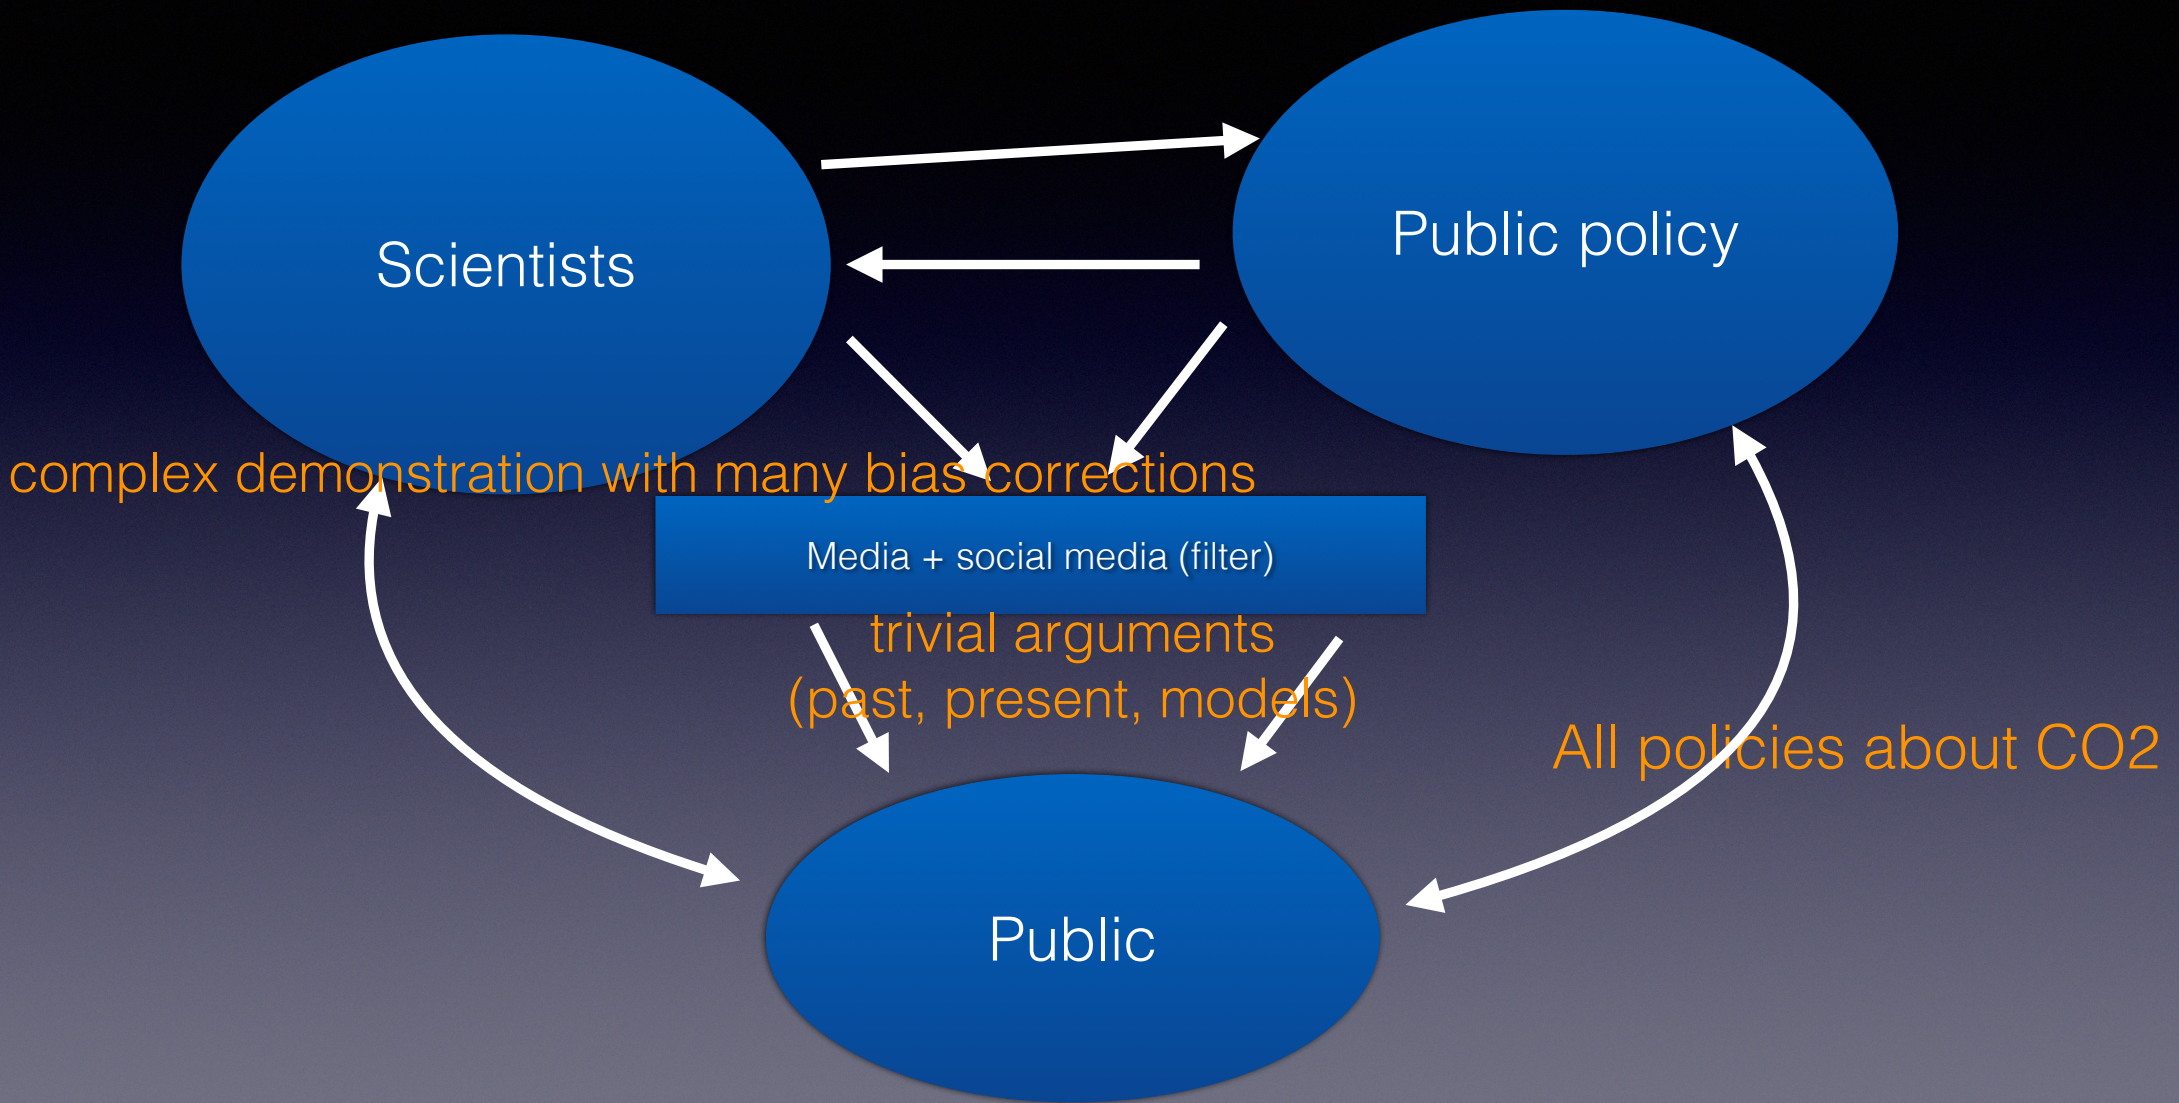 Public policy
Scientists
complex demonstration with many bias corrections
Media + social media (filter)
trivial arguments
(past, present, models)
All policies about CO2
Public